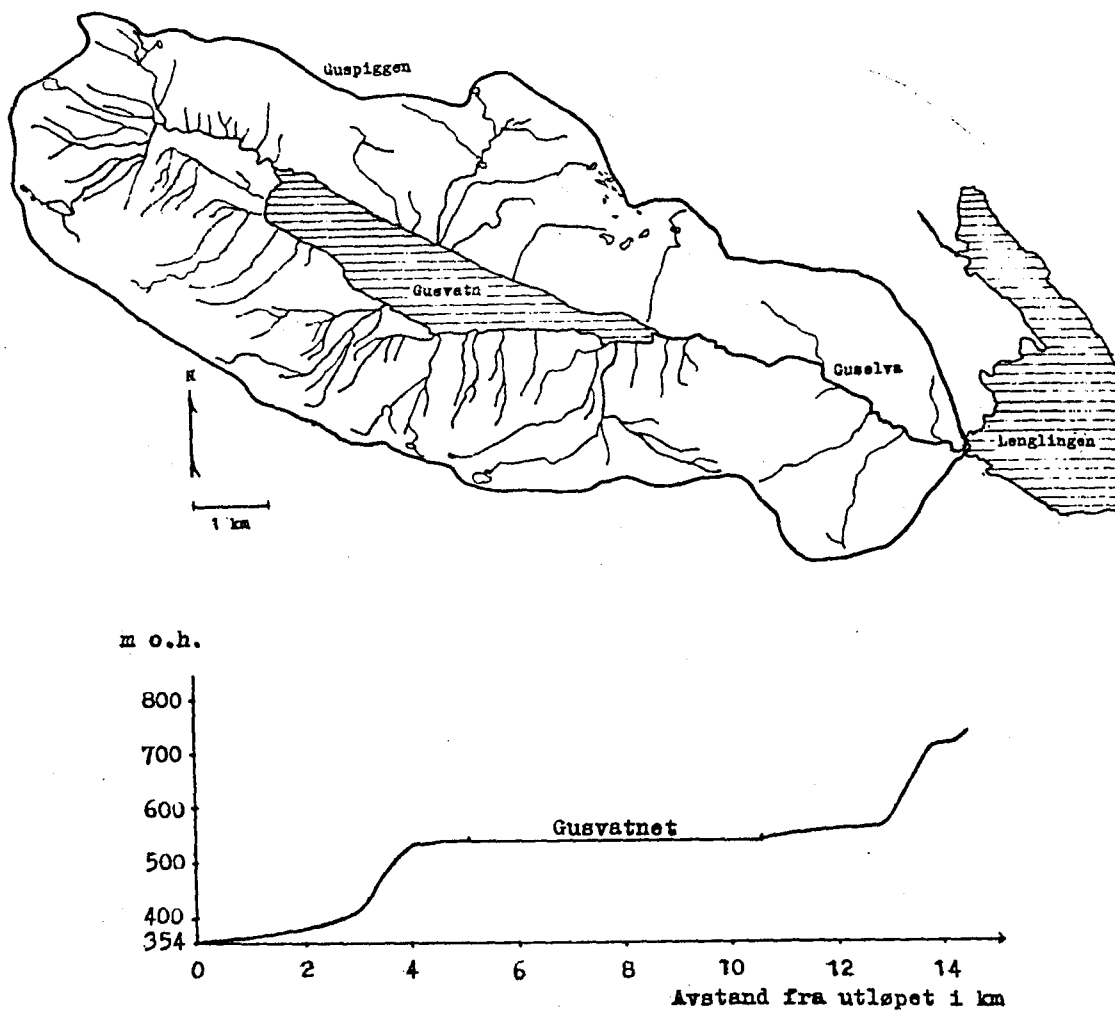 Guspiggen
Gusvatn
Guselva
Lenglingen
N
1 km
m o.h.
800
700
600
500
400
354
Gusvatnet
0 2 4 6 8 10 12 14
Avstand fra utløpet i km